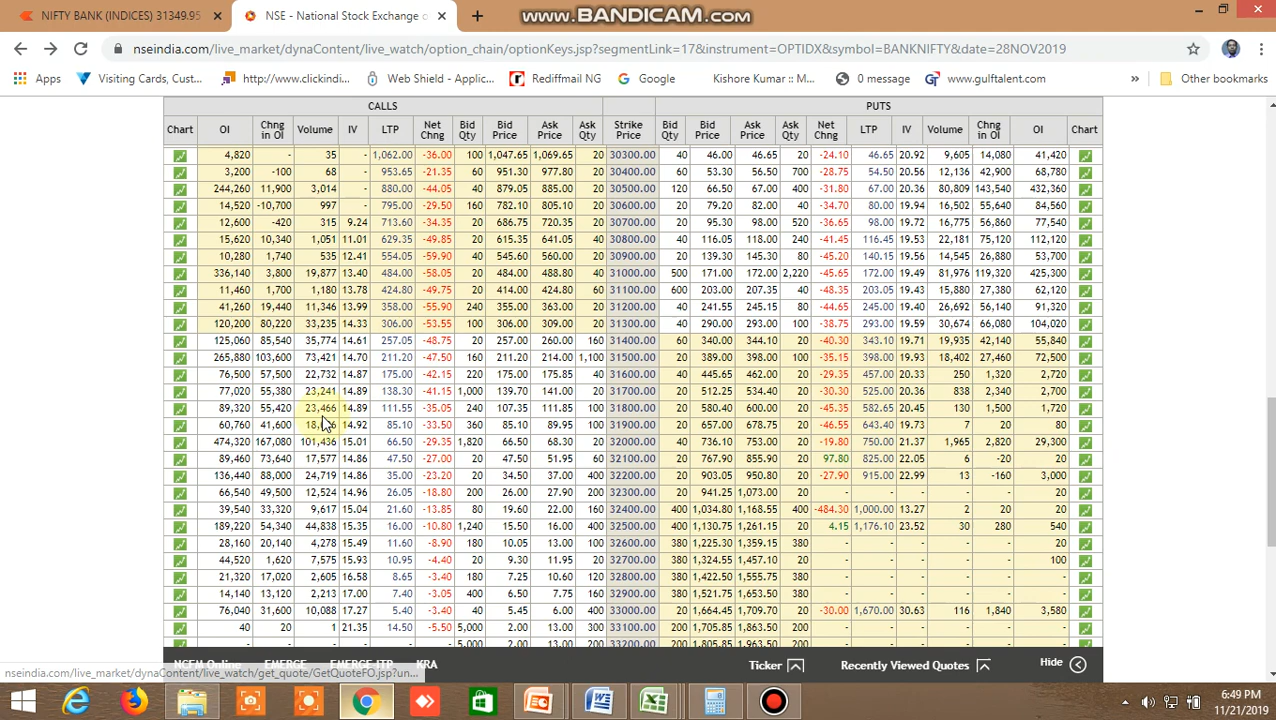 NIFTY BANK (INDICES) 31349.95
NSE - National Stock Exchange o
www.BANDICAM.com
nseindia.com/live_market/dynaContent/live_watch/option_chain/optionKeys.jsp?segmentLink=17&instrument=OPTIDX&symbol=BANKNIFTY&date=28NOV2019
Apps Visiting Cards, Cust... http://www.clickindi... Web Shield - Applic... Rediffmail NG Google Kishore Kumar :: M... 0 message www.gulftalent.com » Other bookmarks
CALLS PUTS
Chart OI Chng in OI Volume IV LTP Net Chng Bid Qty Bid Price Ask Price Ask Qty Strike Price Bid Qty Bid Price Ask Price Ask Qty Net Chng LTP IV Volume Chng in OI OI Chart
4,820 - 35 - 1,062.00 -36.00 100 1,047.65 1,069.65 20 30300.00 40 46.00 46.65 20 -24.10 46.65 20.92 9,605 14,080 41,420
3,200 -100 68 - 953.65 -21.35 60 951.30 977.80 20 30400.00 60 53.30 56.50 700 -28.75 54.50 20.56 12,136 42,900 68,780
244,260 11,900 3,014 - 880.00 -44.05 40 879.05 885.00 20 30500.00 120 66.50 67.00 400 -31.80 67.00 20.36 80,809 143,540 432,360
14,520 -10,700 997 - 795.00 -29.50 160 782.10 805.10 20 30600.00 20 79.20 82.00 40 -34.70 80.00 19.94 16,502 55,640 84,560
12,600 -420 315 9.24 713.60 -34.35 20 686.75 720.35 20 30700.00 20 95.30 98.00 520 -36.65 98.00 19.72 16,775 56,860 77,540
15,620 10,340 1,051 11.01 629.35 -49.85 20 615.35 641.05 40 30800.00 40 116.05 118.00 240 -41.45 116.45 19.53 22,181 75,120 112,120
10,280 1,740 535 12.41 554.05 -59.90 40 545.60 560.00 20 30900.00 20 139.30 145.30 80 -45.20 140.15 19.56 14,545 26,880 53,700
336,140 3,800 19,877 13.40 484.00 -58.05 20 484.00 488.80 40 31000.00 500 171.00 172.00 2,220 -45.65 172.00 19.49 81,976 119,320 425,300
11,460 1,700 1,180 13.78 424.80 -49.75 20 414.00 424.80 60 31100.00 600 203.00 207.35 40 -48.35 203.05 19.41 15,880 27,380 62,120
41,260 19,440 11,346 13.99 358.00 -55.90 240 355.00 363.00 20 31200.00 40 241.55 245.15 80 -44.65 245.00 19.40 26,692 56,140 91,320
120,200 80,220 33,235 14.33 306.00 -53.55 100 306.00 309.00 20 31300.00 40 290.00 293.00 100 -38.75 293.00 19.59 30,674 66,080 104,020
125,060 85,540 35,774 14.61 257.05 -48.75 20 257.00 260.00 160 31400.00 60 340.00 344.10 20 -40.30 343.10 19.71 19,935 42,140 55,840
265,880 103,600 73,421 14.70 211.20 -47.50 160 211.20 214.00 1,100 31500.00 20 389.00 398.00 100 -35.15 398.10 19.93 18,402 27,460 72,500
76,500 57,500 22,732 14.87 175.00 -42.15 220 175.00 175.85 40 31600.00 20 445.65 462.00 20 -29.35 457.00 20.33 250 1,320 2,720
77,020 55,380 23,241 14.89 138.30 -41.15 1,000 139.70 141.00 20 31700.00 20 512.25 534.40 20 -30.30 525.00 20.36 838 2,340 2,700
89,320 55,420 23,466 14.89 111.55 -35.05 240 107.35 111.85 100 31800.00 20 580.40 600.00 20 -45.35 582.65 20.45 130 1,500 1,720
60,760 41,600 14.92 85.10 -33.50 360 85.10 89.95 100 31900.00 20 657.00 678.75 20 -46.55 643.40 19.73 7 20 80
474,320 167,080 101,436 15.01 66.50 -29.35 1,820 66.50 68.30 20 32000.00 40 736.10 753.00 20 -19.80 750.00 21.37 1,965 2,820 29,300
89,460 73,640 17,577 14.86 47.50 -27.00 20 47.50 51.95 60 32100.00 20 767.90 855.90 20 97.80 825.00 22.05 6 -20 20
136,440 88,000 24,719 14.86 35.00 -23.20 20 34.50 37.00 400 32200.00 20 903.05 950.80 20 -27.90 915.00 22.99 13 -160 3,000
66,540 49,500 12,524 14.96 26.05 -18.80 200 26.00 27.90 200 32300.00 20 941.25 1,073.00 20 - - - - - 20
39,540 33,320 9,617 15.04 21.60 -13.85 80 19.60 22.00 160 32400.00 400 1,034.80 1,168.55 400 -484.30 1,000.00 13.27 2 20 20
189,220 54,340 44,838 15.35 16.00 -10.80 1,240 15.50 16.00 400 32500.00 400 1,130.75 1,261.15 20 4.15 1,176.10 23.52 30 280 540
28,160 20,140 4,278 15.49 11.65 -8.90 180 10.05 13.00 100 32600.00 380 1,225.30 1,359.15 380 - - - - - 20
44,520 1,620 7,575 15.93 10.95 -4.40 20 9.30 11.95 20 32700.00 380 1,324.55 1,457.10 20 - - - - - 100
21,320 17,020 2,605 16.58 8.65 -3.40 180 7.25 10.60 120 32800.00 380 1,422.50 1,555.75 380 - - - - - -
14,140 13,120 2,213 17.00 7.40 -3.05 400 6.50 7.75 160 32900.00 380 1,521.75 1,653.50 380 - - - - - -
76,040 31,600 10,088 17.27 5.40 -3.40 40 5.45 6.00 400 33000.00 20 1,664.45 1,709.70 20 -30.00 1,670.00 30.63 116 1,840 3,580
40 20 1 21.35 14.50 -5.50 5,000 2.00 13.00 300 33100.00 200 1,705.85 1,863.50 200 - - - - - -
- - - - - - 5,000 2.00 13.00 20 33200.00 200 1,805.85 1,963.50 200 - - - - - -
NCFM Online EMERGE EMERGE ITP KRA Ticker Recently Viewed Quotes Hide
nseindia.com/live_market/dynaContent/live_watch/get_quote/GetQuoteFO.jsp?un...
6:49 PM
11/21/2019